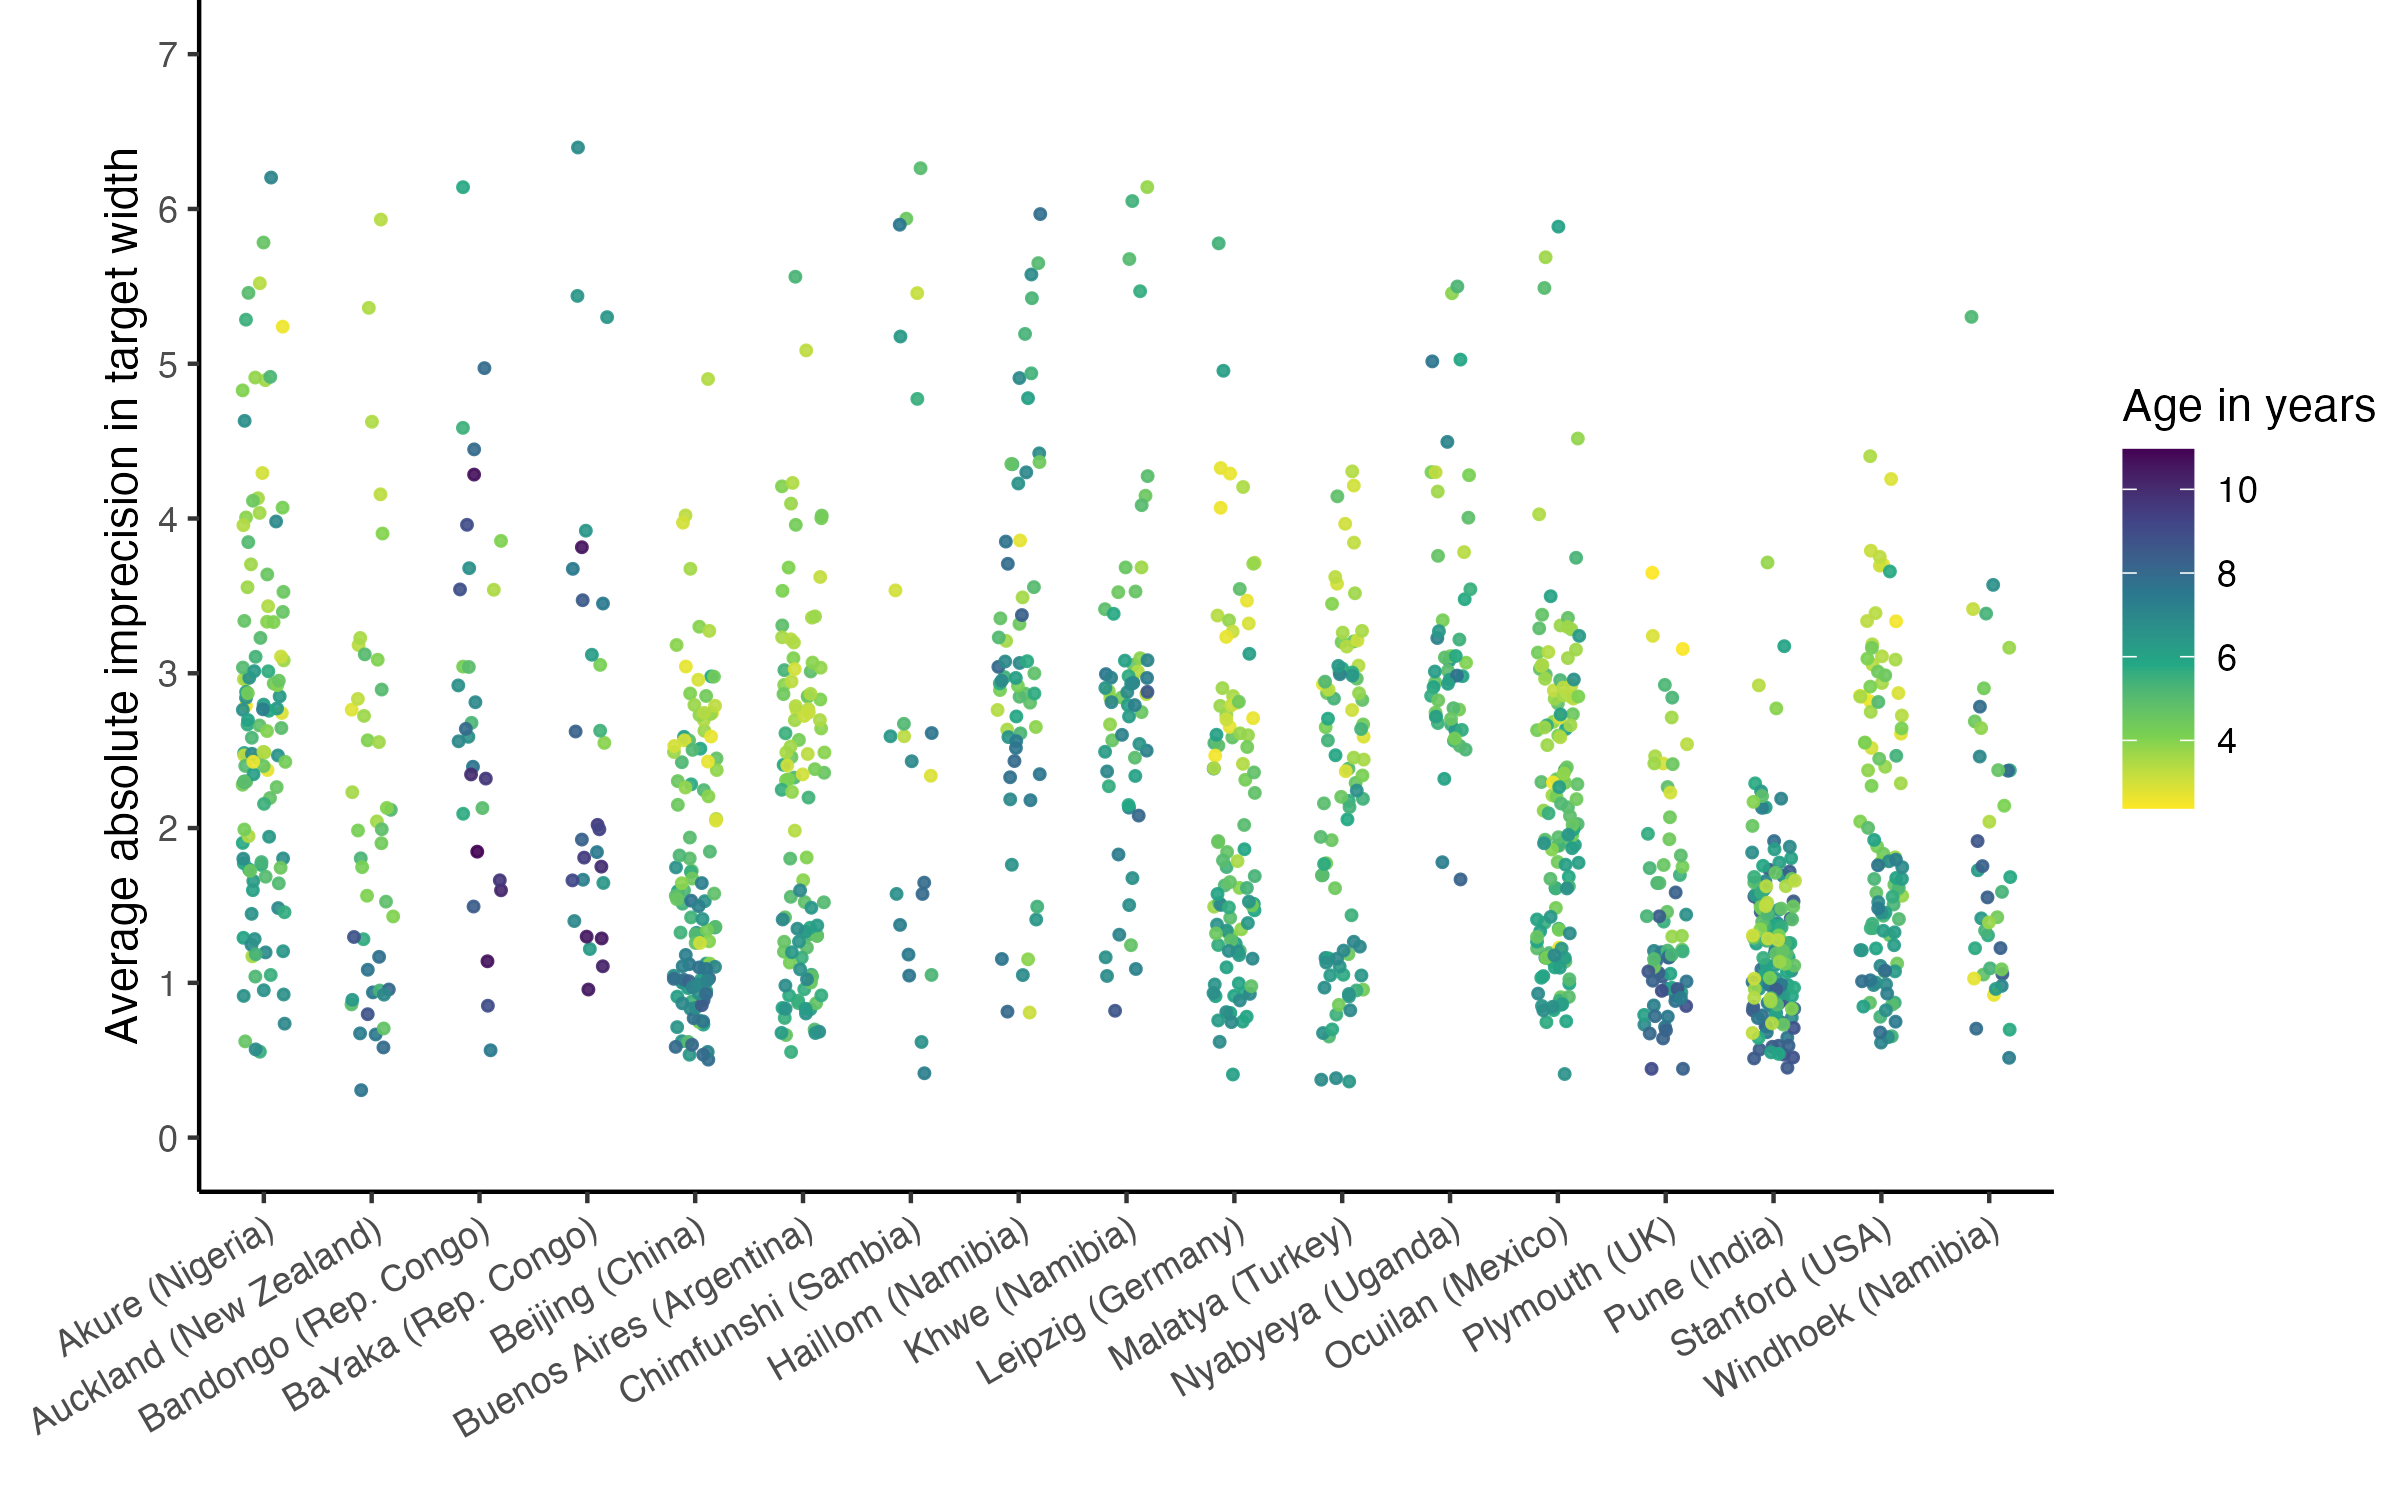 Average absolute imprecision in target width
7
6
5
4
3
2
1
0
Akure (Nigeria)
Auckland (New Zealand)
Bandongo (Rep. Congo)
BaYaka (Rep. Congo)
Beijing (China)
Buenos Aires (Argentina)
Chimfunshi (Sambia)
Haillom (Namibia)
Khwe (Namibia)
Leipzig (Germany)
Malatya (Turkey)
Nyabyeya (Uganda)
Ocuilan (Mexico)
Plymouth (UK)
Pune (India)
Stanford (USA)
Windhoek (Namibia)
Age in years
10
8
6
4